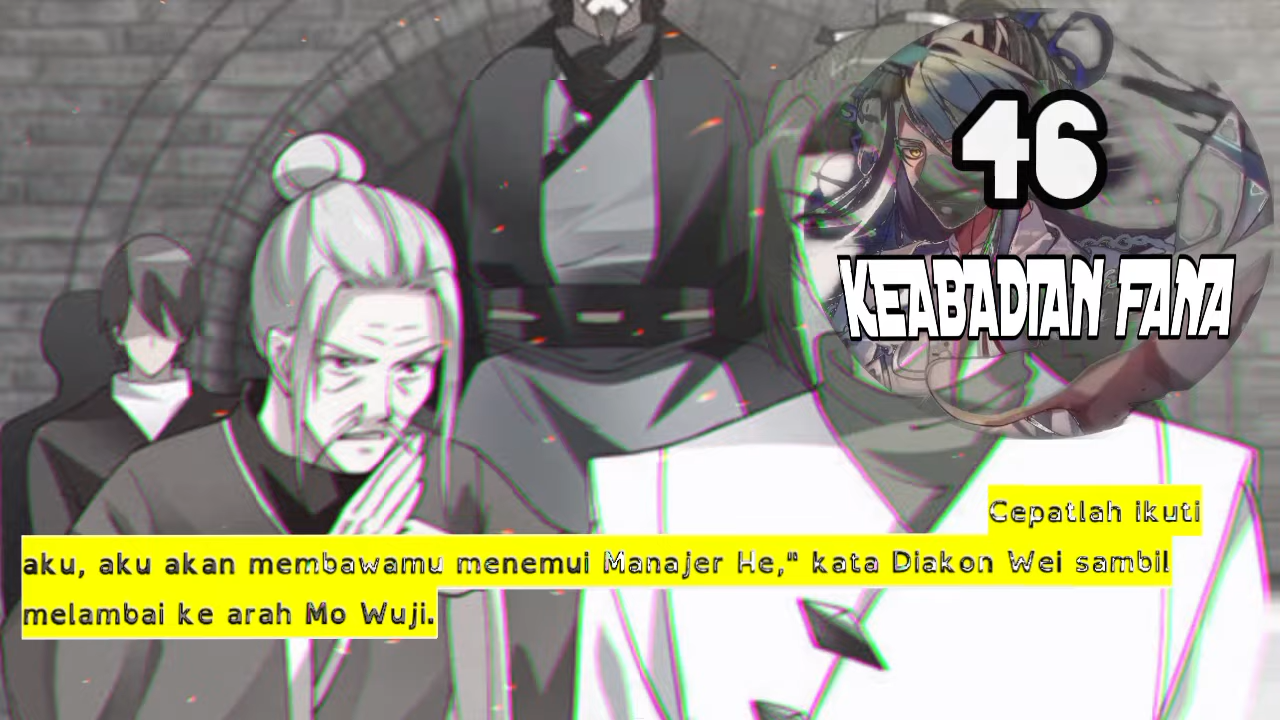 46
KEABADIAN FANA
Cepatlah ikuti
aku, aku akan membawamu menemui Manajer He," kata Diakon Wei sambil
melambai ke arah Mo Wuji.